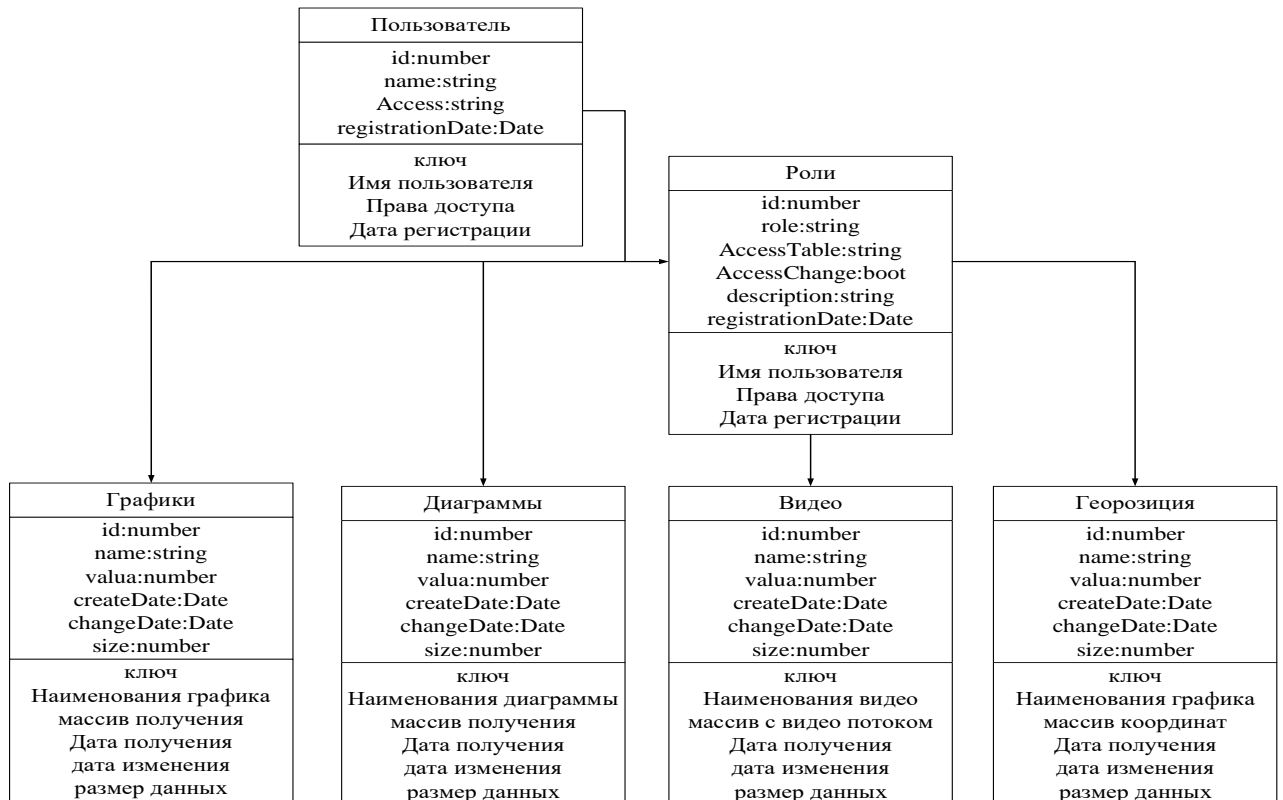 Пользователь
id:number
name:string
Access:string
registrationDate:Date
ключ
Имя пользователя
Права доступа
Дата регистрации
Роли
id:number
role:string
AccessTable:string
AccessChange:boot
description:string
registrationDate:Date
ключ
Имя пользователя
Права доступа
Дата регистрации
Графики
id:number
name:string
valua:number
createDate:Date
changeDate:Date
size:number
ключ
Наименования графика
массив получения
Дата получения
дата изменения
размер данных
Диаграммы
id:number
name:string
valua:number
createDate:Date
changeDate:Date
size:number
ключ
Наименования диаграммы
массив получения
Дата получения
дата изменения
размер данных
Видео
id:number
name:string
valua:number
createDate:Date
changeDate:Date
size:number
ключ
Наименования видео
массив с видео потоком
Дата получения
дата изменения
размер данных
Георозиция
id:number
name:string
valua:number
createDate:Date
changeDate:Date
size:number
ключ
Наименования графика
массив координат
Дата получения
дата изменения
размер данных